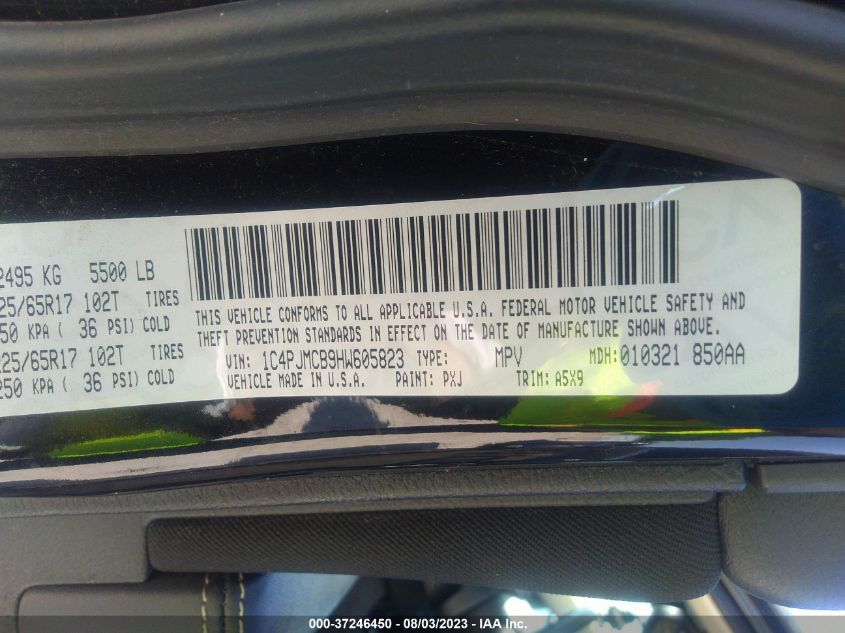 2495 KG 5500 LB
25/65R17 102T TIRES
50 KPA ( 36 PSI) COLD
225/65R17 102T TIRES
250 KPA ( 36 PSI) COLD
THIS VEHICLE CONFORMS TO ALL APPLICABLE U.S.A. FEDERAL MOTOR VEHICLE SAFETY AND
THEFT PREVENTION STANDARDS IN EFFECT ON THE DATE OF MANUFACTURE SHOWN ABOVE.
VIN: 1C4PJMCB9HW605823 TYPE: MPV MDH:010321 850AA
VEHICLE MADE IN U.S.A. PAINT: PXJ TRIM: A5X9
000-37246450 - 08/03/2023 - IAA Inc.